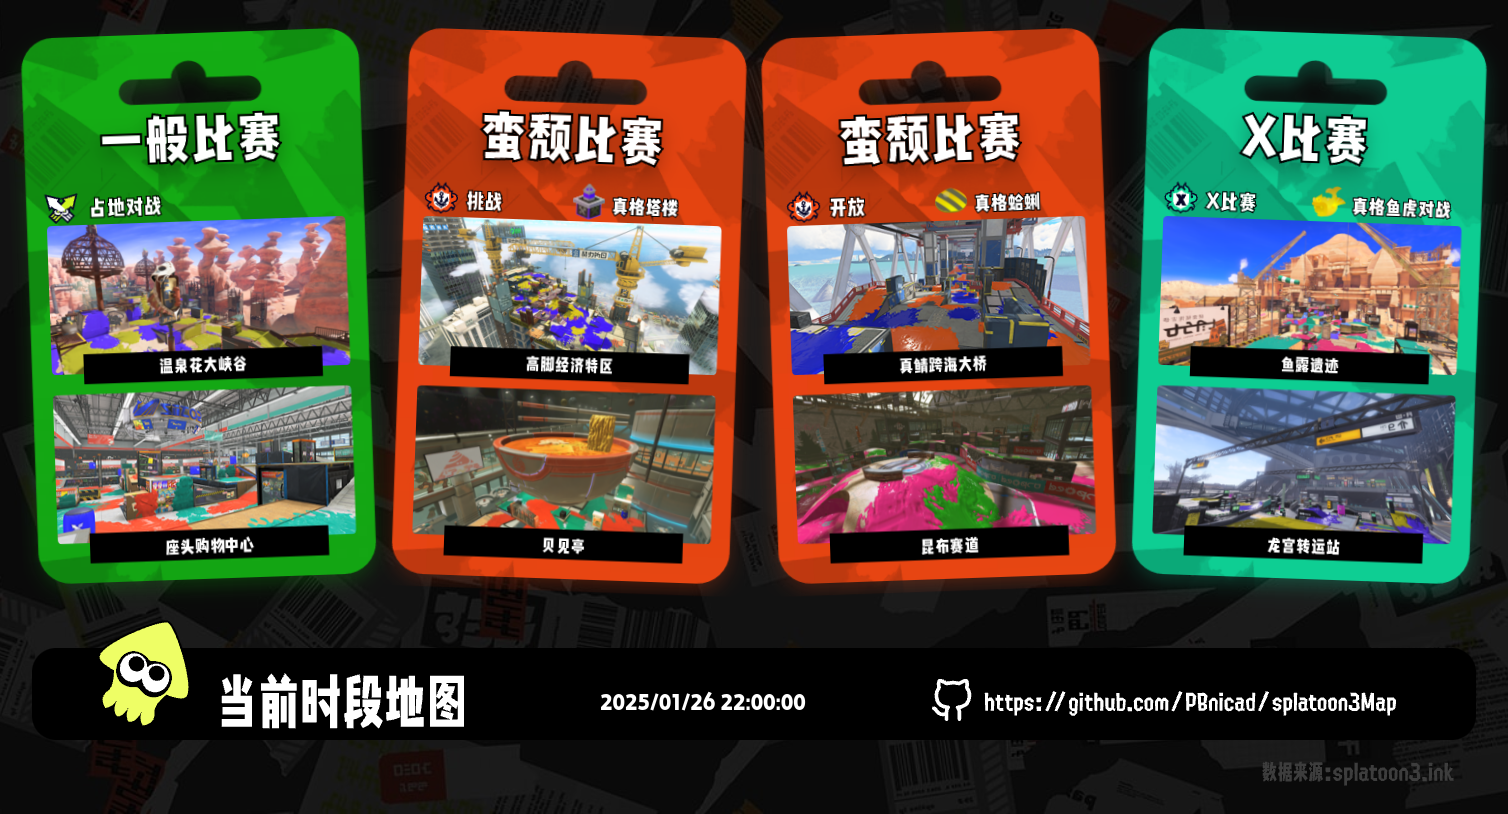 一般比赛
占地对战
温泉花大峡谷
座头购物中心
蛮颓比赛
挑战
真格塔楼
高脚经济特区
贝见亭
蛮颓比赛
开放
真格蛤蜊
真鲷跨海大桥
昆布赛道
X比赛
X比赛
真格鱼虎对战
鱼露遗迹
龙宫转运站
当前时段地图
2025/01/26 22:00:00
https://github.com/PBnicad/splatoon3Map
数据来源:splatoon3.ink